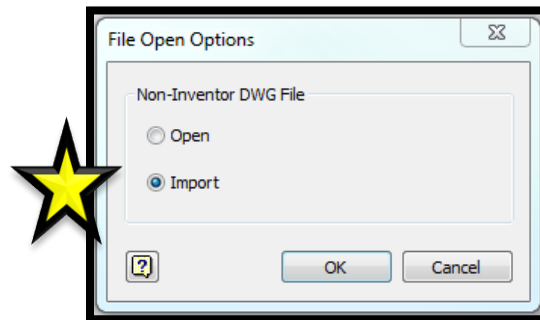 File Open Options
Non-Inventor DWG File
Open
Import
?
OK
Cancel